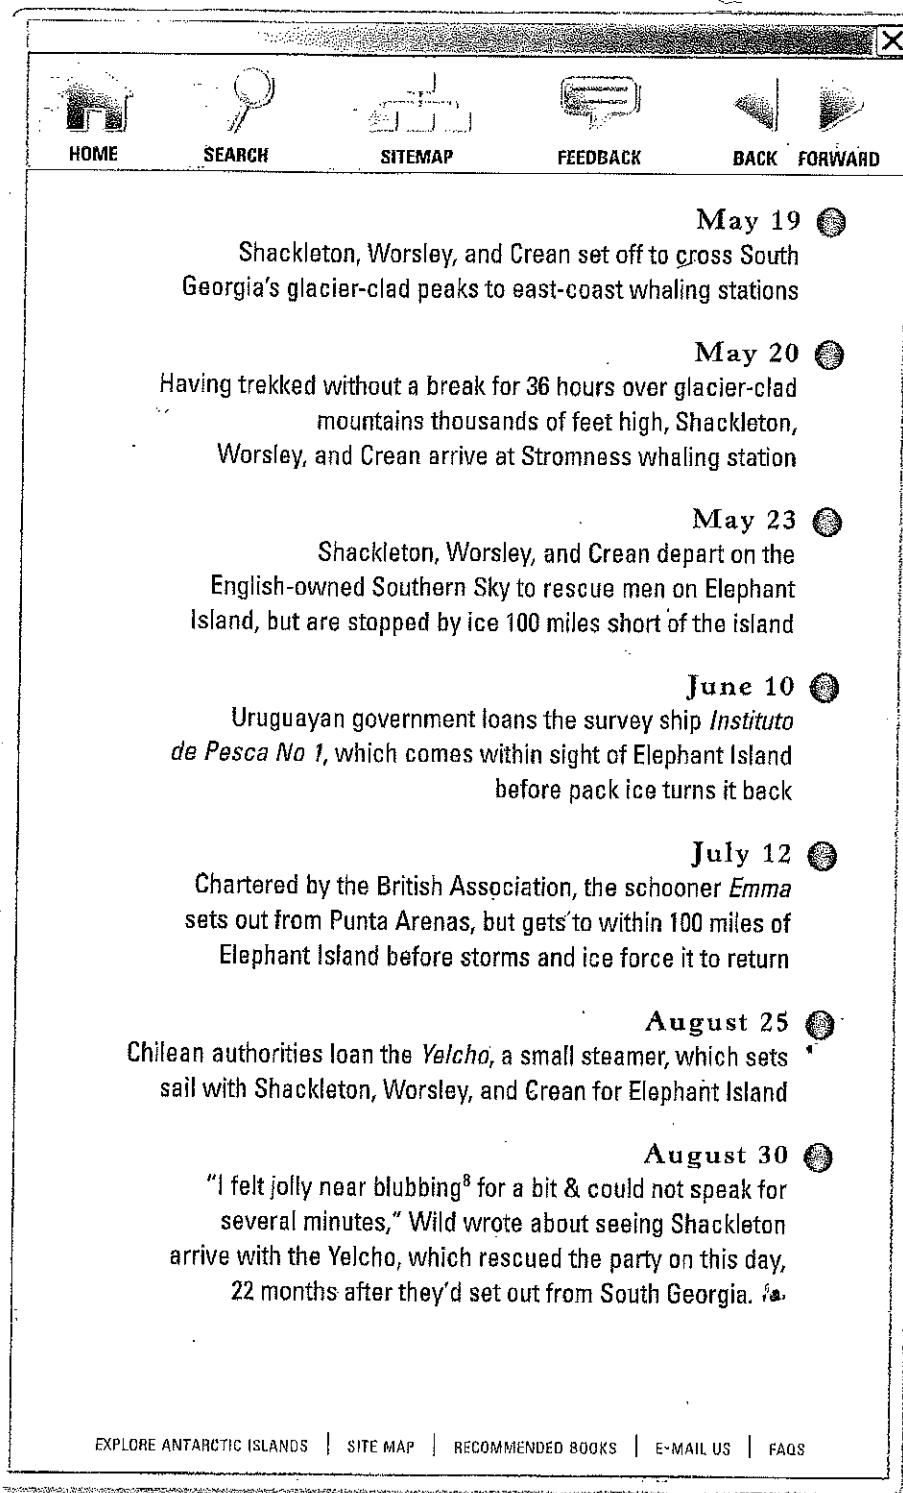 HOME SEARCH SITEMAP FEEDBACK BACK FORWARD
May 19
Shackleton, Worsley, and Crean set off to cross South
Georgia's glacier-clad peaks to east-coast whaling stations
May 20
Having trekked without a break for 36 hours over glacier-clad
mountains thousands of feet high, Shackleton,
Worsley, and Crean arrive at Stromness whaling station
May 23
Shackleton, Worsley, and Crean depart on the
English-owned Southern Sky to rescue men on Elephant
Island, but are stopped by ice 100 miles short of the island
June 10
Uruguayan government loans the survey ship Instituto
de Pesca No 1, which comes within sight of Elephant Island
before pack ice turns it back
July 12
Chartered by the British Association, the schooner Emma
sets out from Punta Arenas, but gets to within 100 miles of
Elephant Island before storms and ice force it to return
August 25
Chilean authorities loan the Yelcho, a small steamer, which sets
sail with Shackleton, Worsley, and Crean for Elephant Island
August 30
"I felt jolly near blubbing⁸ for a bit & could not speak for
several minutes," Wild wrote about seeing Shackleton
arrive with the Yelcho, which rescued the party on this day,
22 months after they'd set out from South Georgia.
EXPLORE ANTARCTIC ISLANDS | SITE MAP | RECOMMENDED BOOKS | E-MAIL US | FAQS